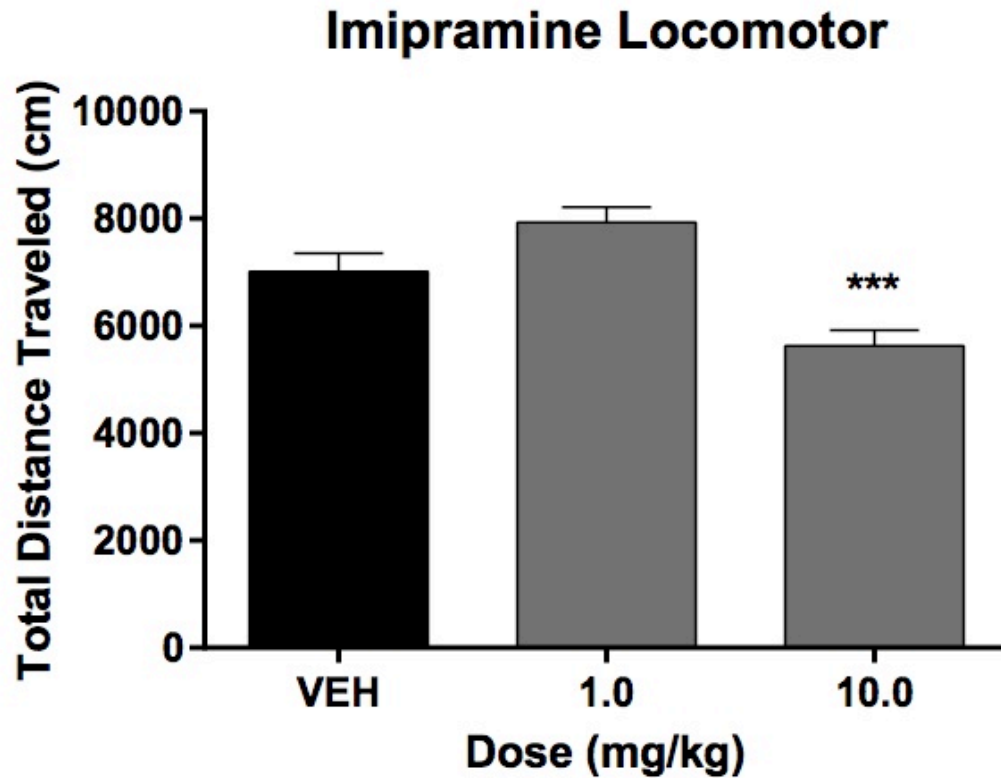 Imipramine Locomotor
Total Distance Traveled (cm)
10000
8000
6000
4000
2000
0
***
VEH 1.0 10.0
Dose (mg/kg)